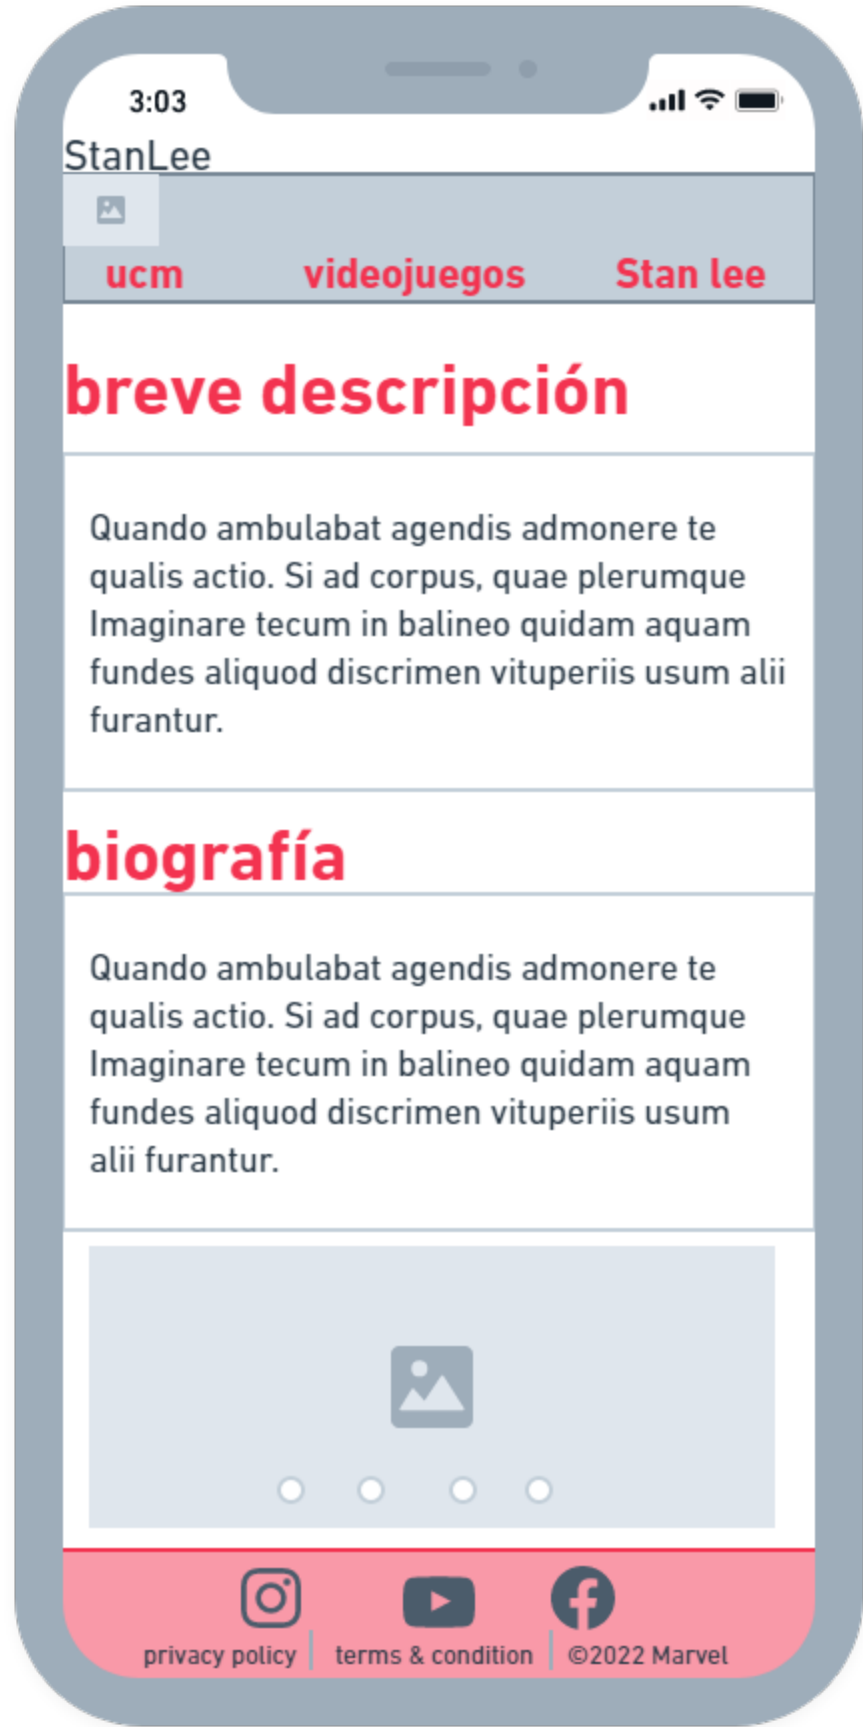 3:03
StanLee
ucm videojuegos Stan lee
breve descripción
Quando ambulabat agendis admonere te
qualis actio. Si ad corpus, quae plerumque
Imaginare tecum in balineo quidam aquam
fundes aliquod discrimen vituperiis usum alii
furantur.
biografía
Quando ambulabat agendis admonere te
qualis actio. Si ad corpus, quae plerumque
Imaginare tecum in balineo quidam aquam
fundes aliquod discrimen vituperiis usum
alii furantur.
privacy policy terms & condition ©2022 Marvel